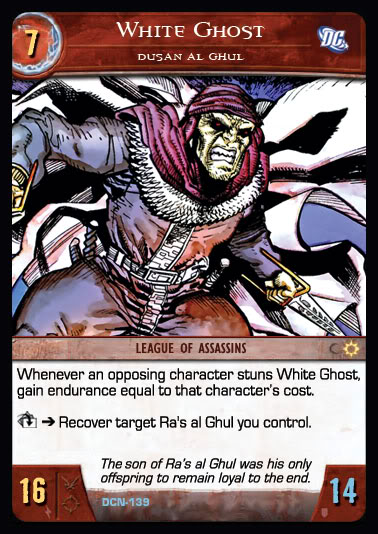 7
White Ghost
DUSAN AL GHUL
DC
LEAGUE OF ASSASSINS
C
Whenever an opposing character stuns White Ghost,
gain endurance equal to that character's cost.
➔ Recover target Ra's al Ghul you control.
The son of Ra's al Ghul was his only
offspring to remain loyal to the end.
16
DCN-139
14